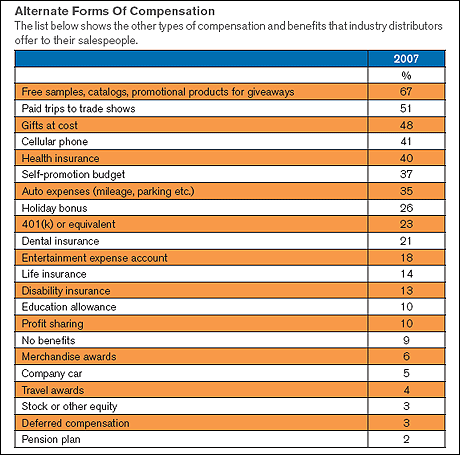 Alternate Forms Of Compensation
The list below shows the other types of compensation and benefits that industry distributors
offer to their salespeople.
2007
%
Free samples, catalogs, promotional products for giveaways 67
Paid trips to trade shows 51
Gifts at cost 48
Cellular phone 41
Health insurance 40
Self-promotion budget 37
Auto expenses (mileage, parking etc.) 35
Holiday bonus 26
401(k) or equivalent 23
Dental insurance 21
Entertainment expense account 18
Life insurance 14
Disability insurance 13
Education allowance 10
Profit sharing 10
No benefits 9
Merchandise awards 6
Company car 5
Travel awards 4
Stock or other equity 3
Deferred compensation 3
Pension plan 2